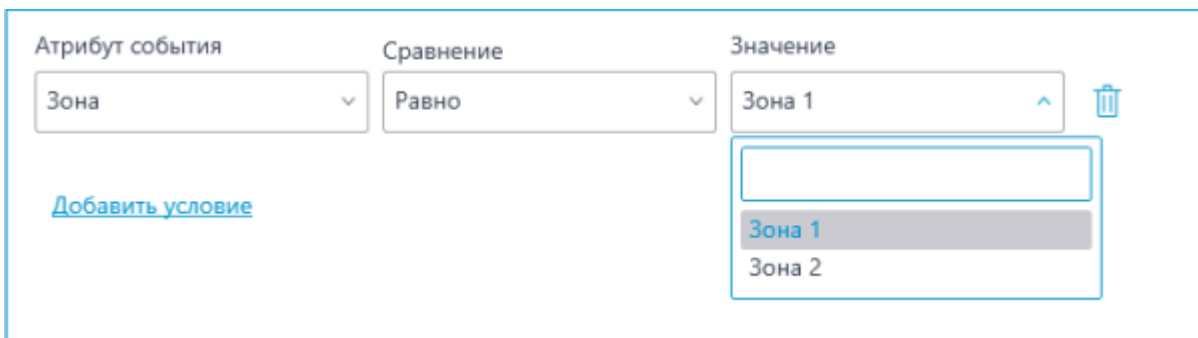 Атрибут события
Сравнение
Значение
Зона
Равно
Зона 1
Добавить условие
Зона 1
Зона 2